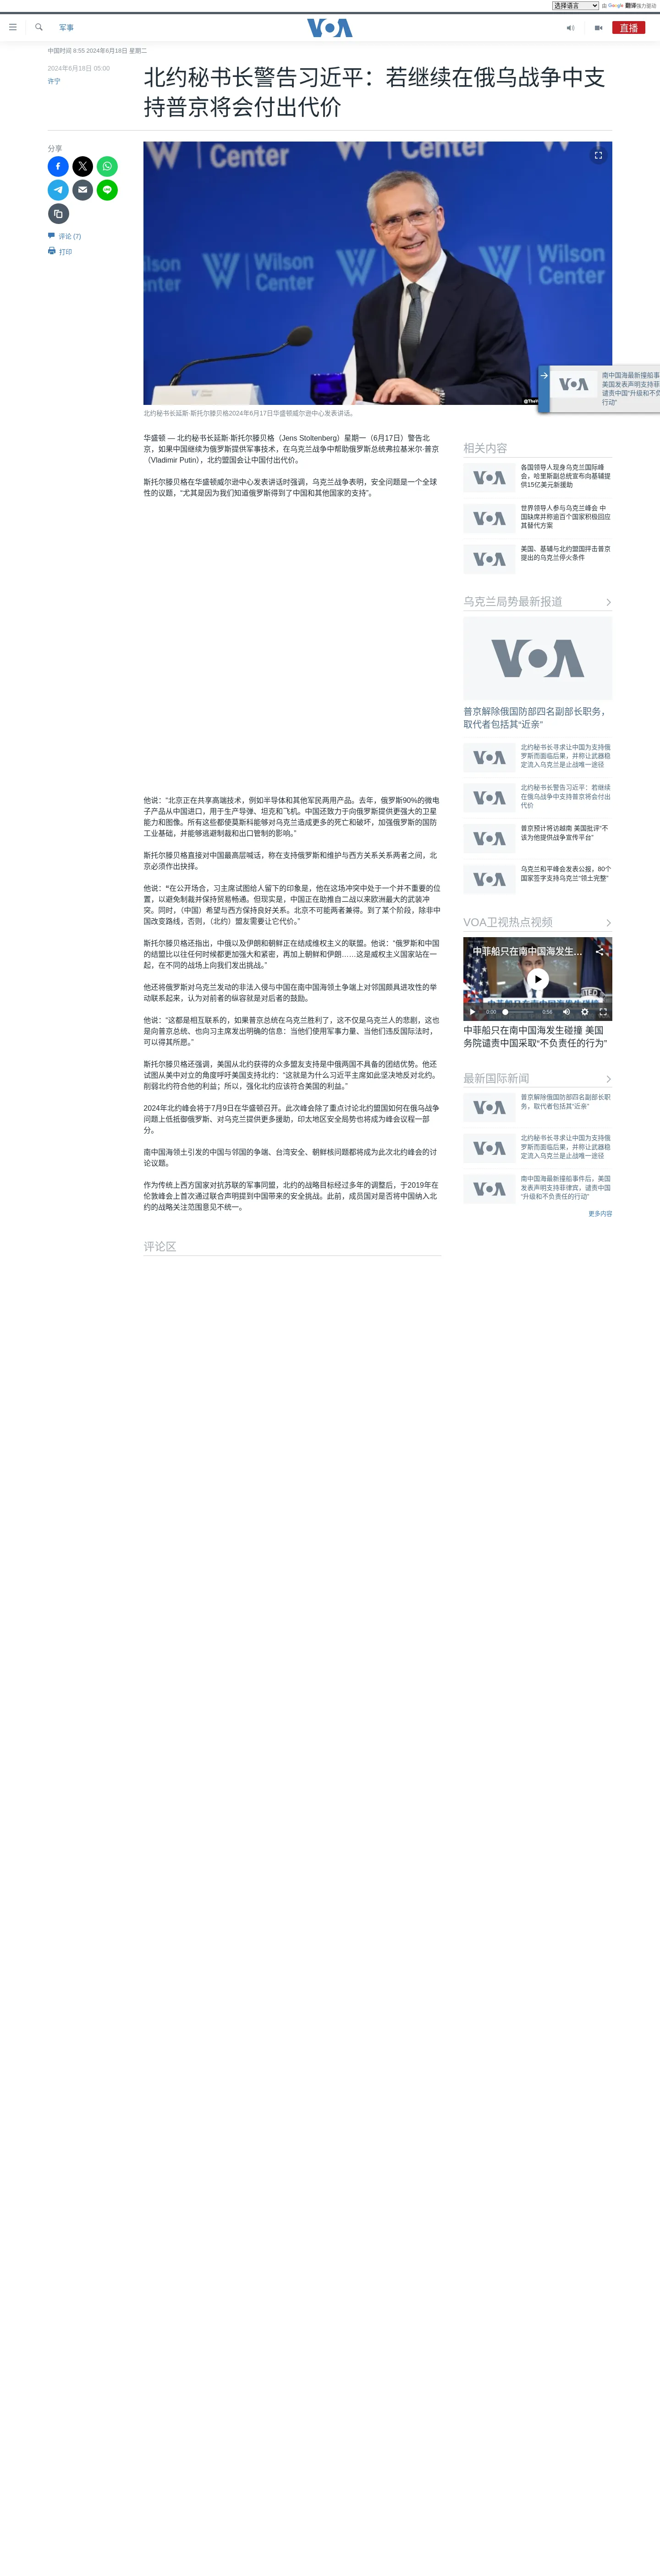 选择语言
由 Google 翻译强力驱动
军事
VOA
直播
中国时间 8:55 2024年6月18日 星期二
2024年6月18日 05:00
许宁
北约秘书长警告习近平：若继续在俄乌战争中支
持普京将会付出代价
分享
评论 (7)
打印
Center
W
Center
北约秘书长延斯·斯托尔滕贝格2024年6月17日华盛顿威尔逊中心发表讲话。
VOA
南中国海最新撞船事
美国发表声明支持菲
谴责中国“升级和不负
行动”
华盛顿 — 北约秘书长延斯·斯托尔滕贝格（Jens Stoltenberg）星期一（6月17日）警告北
京，如果中国继续为俄罗斯提供军事技术，在乌克兰战争中帮助俄罗斯总统弗拉基米尔·普京
（Vladimir Putin），北约盟国会让中国付出代价。
斯托尔滕贝格在华盛顿威尔逊中心发表讲话时强调，乌克兰战争表明，安全问题是一个全球
性的议题，“尤其是因为我们知道俄罗斯得到了中国和其他国家的支持”。
他说：“北京正在共享高端技术，例如半导体和其他军民两用产品。去年，俄罗斯90%的微电
子产品从中国进口，用于生产导弹、坦克和飞机。中国还致力于向俄罗斯提供更强大的卫星
能力和图像。所有这些都使莫斯科能够对乌克兰造成更多的死亡和破坏，加强俄罗斯的国防
工业基础，并能够逃避制裁和出口管制的影响。”
斯托尔滕贝格直接对中国最高层喊话，称在支持俄罗斯和维护与西方关系关系两者之间，北
京必须作出抉择。
他说：“在公开场合，习主席试图给人留下的印象是，他在这场冲突中处于一个并不重要的位
置，以避免制裁并保持贸易畅通。但现实是，中国正在助推自二战以来欧洲最大的武装冲
突。同时，（中国）希望与西方保持良好关系。北京不可能两者兼得。到了某个阶段，除非中
国改变路线，否则，（北约）盟友需要让它代价。”
斯托尔滕贝格还指出，中俄以及伊朗和朝鲜正在结成维权主义的联盟。他说：“俄罗斯和中国
的结盟比以往任何时候都更加强大和紧密，再加上朝鲜和伊朗……这是威权主义国家站在一
起，在不同的战场上向我们发出挑战。”
他还将俄罗斯对乌克兰发动的非法入侵与中国在南中国海领土争端上对邻国颇具进攻性的举
动联系起来，认为对前者的纵容就是对后者的鼓励。
他说：“这都是相互联系的，如果普京总统在乌克兰胜利了，这不仅是乌克兰人的悲剧，这也
是向普京总统、也向习主席发出明确的信息：当他们使用军事力量、当他们违反国际法时，
可以得其所愿。”
斯托尔滕贝格还强调，美国从北约获得的众多盟友支持是中俄两国不具备的团结优势。他还
试图从美中对立的角度呼吁美国支持北约：“这就是为什么习近平主席如此坚决地反对北约。
削弱北约符合他的利益；所以，强化北约应该符合美国的利益。”
2024年北约峰会将于7月9日在华盛顿召开。此次峰会除了重点讨论北约盟国如何在俄乌战争
问题上低抵御俄罗斯、对乌克兰提供更多援助，印太地区安全局势也将成为峰会议程一部
分。
南中国海领土引发的中国与邻国的争端、台湾安全、朝鲜核问题都将成为此次北约峰会的讨
论议题。
作为传统上西方国家对抗苏联的军事同盟，北约的战略目标经过多年的调整后，于2019年在
伦敦峰会上首次通过联合声明提到中国带来的安全挑战。此前，成员国对是否将中国纳入北
约的战略关注范围意见不统一。
评论区
相关内容
VOA
各国领导人现身乌克兰国际峰
会，哈里斯副总统宣布向基辅提
供15亿美元新援助
VOA
世界领导人参与乌克兰峰会 中
国缺席并称逾百个国家积极回应
其替代方案
VOA
美国、基辅与北约盟国抨击普京
提出的乌克兰停火条件
乌克兰局势最新报道
VOA
普京解除俄国防部四名副部长职务，
取代者包括其“近亲”
VOA
北约秘书长寻求让中国为支持俄
罗斯而面临后果，并称让武器稳
定流入乌克兰是止战唯一途径
VOA
北约秘书长警告习近平：若继续
在俄乌战争中支持普京将会付出
代价
VOA
普京预计将访越南 美国批评“不
该为他提供战争宣传平台”
VOA
乌克兰和平峰会发表公报，80个
国家签字支持乌克兰“领土完整”
VOA卫视热点视频
中菲船只在南中国海发生...
0:00
0:56
中菲船只在南中国海发生碰撞 美国
务院谴责中国采取“不负责任的行为”
最新国际新闻
VOA
普京解除俄国防部四名副部长职
务，取代者包括其“近亲”
VOA
北约秘书长寻求让中国为支持俄
罗斯而面临后果，并称让武器稳
定流入乌克兰是止战唯一途径
VOA
南中国海最新撞船事件后，美国
发表声明支持菲律宾，谴责中国
“升级和不负责任的行动”
更多内容